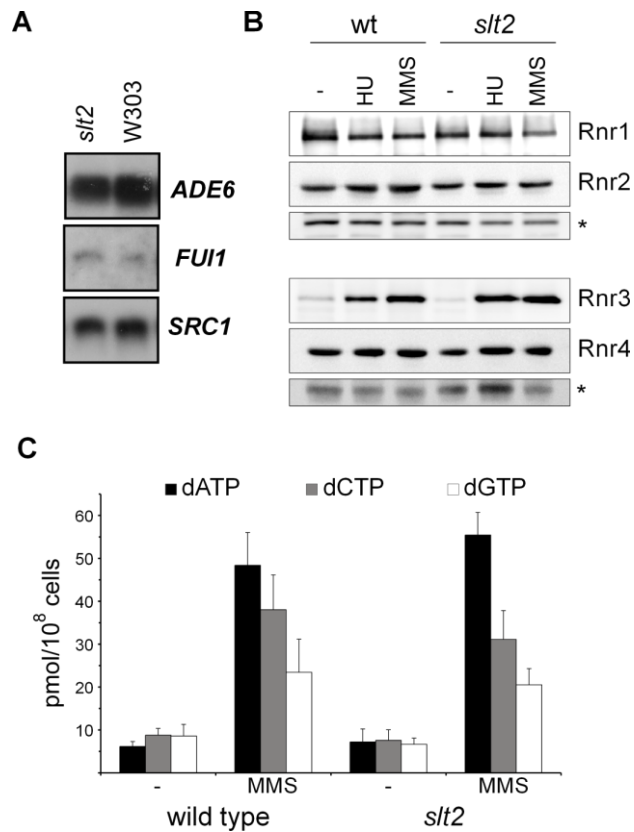 A
slt2
W303
ADE6
FUI1
SRC1
B
wt
slt2
-
HU
MMS
-
HU
MMS
Rnr1
Rnr2
*
Rnr3
Rnr4
*
C
dATP
dCTP
dGTP
pmol/10⁸ cells
60
50
40
30
20
10
-
MMS
-
MMS
wild type
slt2